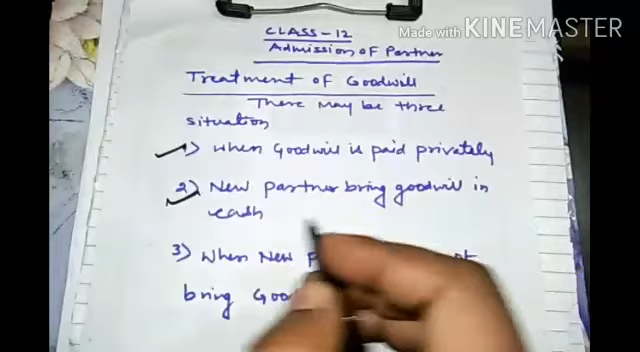 Made with KINEMASTER
CLASS-12
Admission of Partner
Treatment of Goodwill
There may be three
situation
1) When Goodwill is paid privately
2) New partner bring goodwill in
cash
3) When New
bring